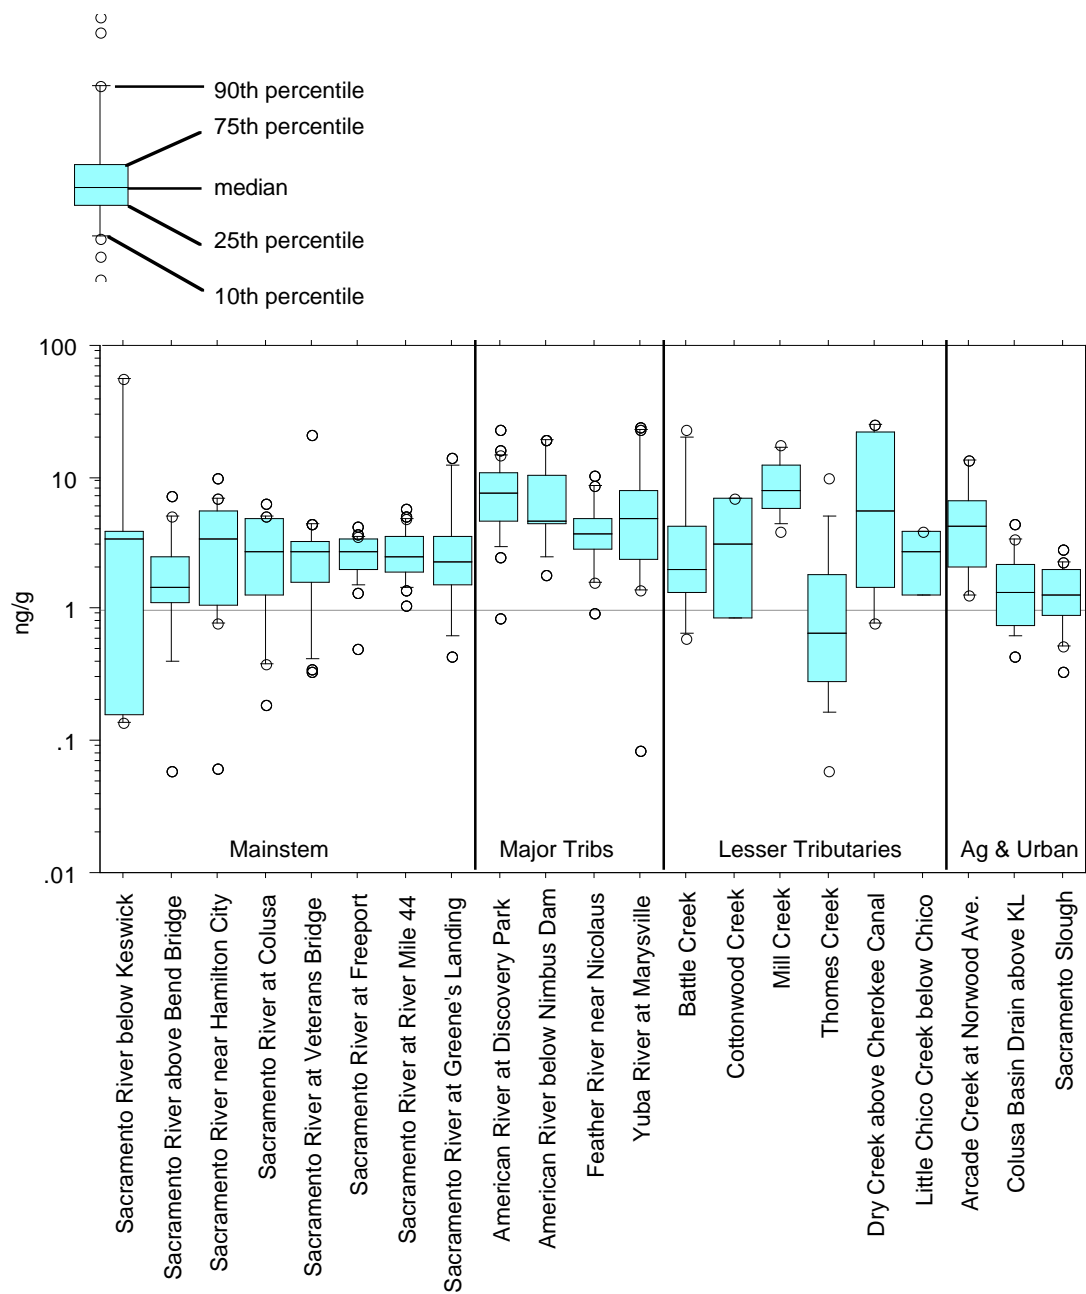 90th percentile
75th percentile
median
25th percentile
10th percentile
100
10
1
.1
.01
ng/g
Mainstem
Major Tribs
Lesser Tributaries
Ag & Urban
Sacramento River below Keswick
Sacramento River above Bend Bridge
Sacramento River near Hamilton City
Sacramento River at Colusa
Sacramento River at Veterans Bridge
Sacramento River at Freeport
Sacramento River at River Mile 44
Sacramento River at Greene's Landing
American River at Discovery Park
American River below Nimbus Dam
Feather River near Nicolaus
Yuba River at Marysville
Battle Creek
Cottonwood Creek
Mill Creek
Thomes Creek
Dry Creek above Cherokee Canal
Little Chico Creek below Chico
Arcade Creek at Norwood Ave.
Colusa Basin Drain above KL
Sacramento Slough